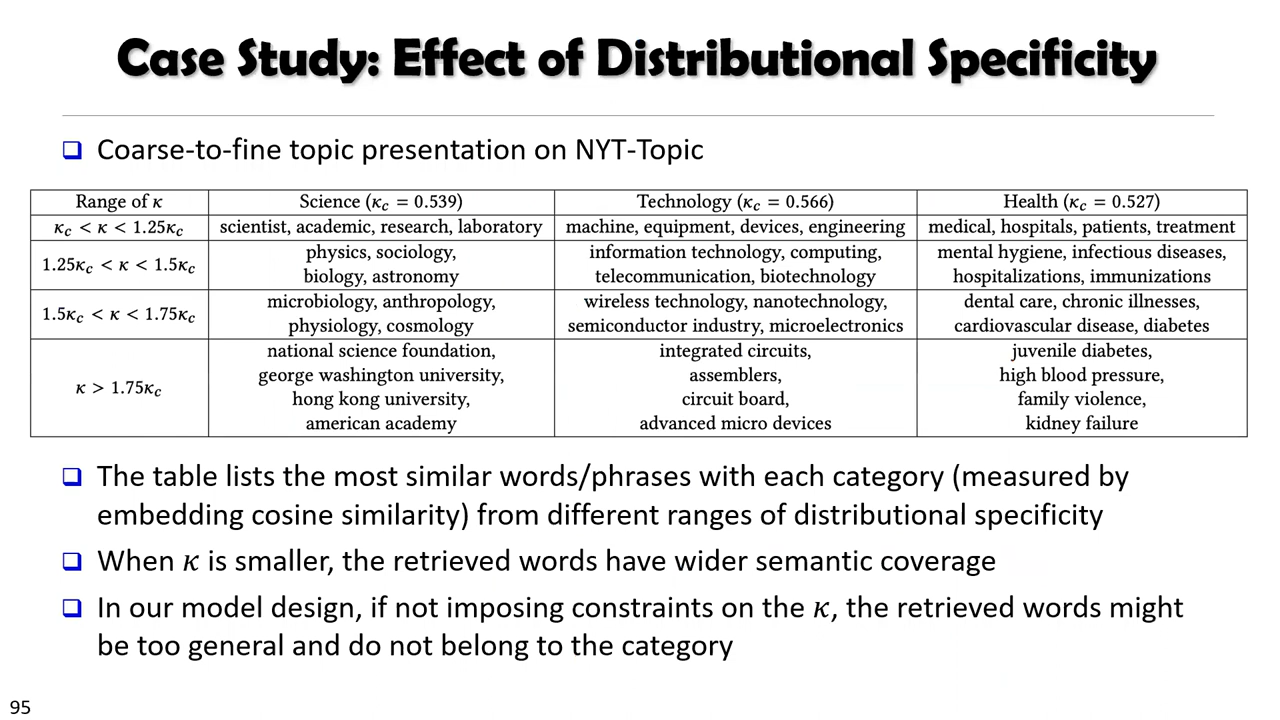 Case Study: Effect of Distributional Specificity
Coarse-to-fine topic presentation on NYT-Topic
Range of κ Science (κc = 0.539) Technology (κc = 0.566) Health (κc = 0.527)
κc < κ < 1.25κc scientist, academic, research, laboratory machine, equipment, devices, engineering medical, hospitals, patients, treatment
1.25κc < κ < 1.5κc physics, sociology, information technology, computing, mental hygiene, infectious diseases,
biology, astronomy telecommunication, biotechnology hospitalizations, immunizations
1.5κc < κ < 1.75κc microbiology, anthropology, wireless technology, nanotechnology, dental care, chronic illnesses,
physiology, cosmology semiconductor industry, microelectronics cardiovascular disease, diabetes
κ > 1.75κc national science foundation, integrated circuits, juvenile diabetes,
george washington university, assemblers, high blood pressure,
hong kong university, circuit board, family violence,
american academy advanced micro devices kidney failure
The table lists the most similar words/phrases with each category (measured by
embedding cosine similarity) from different ranges of distributional specificity
When κ is smaller, the retrieved words have wider semantic coverage
In our model design, if not imposing constraints on the κ, the retrieved words might
be too general and do not belong to the category
95